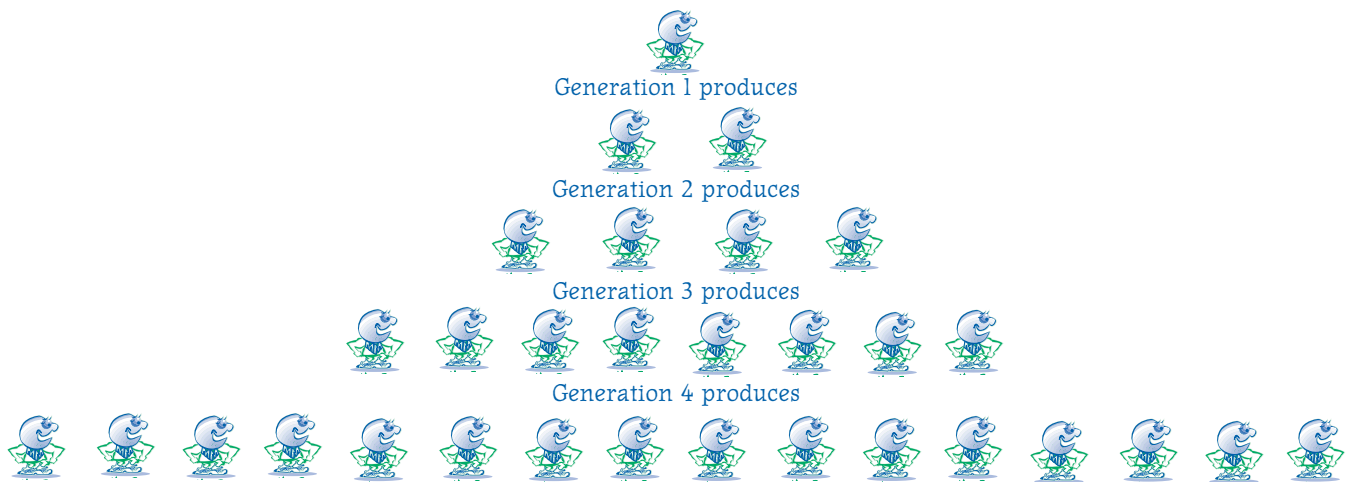 Generation 1 produces
Generation 2 produces
Generation 3 produces
Generation 4 produces